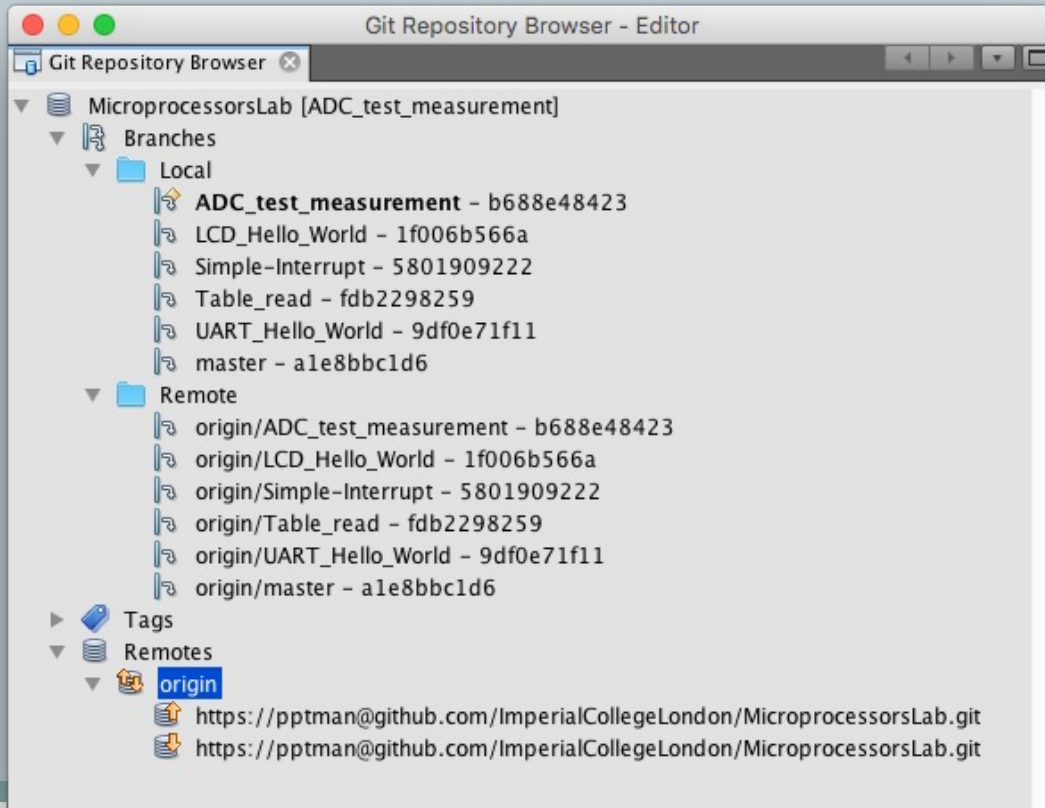 Git Repository Browser - Editor
Git Repository Browser
MicroprocessorsLab [ADC_test_measurement]
Branches
Local
ADC_test_measurement - b688e48423
LCD_Hello_World - 1f006b566a
Simple-Interrupt - 5801909222
Table_read - fdb2298259
UART_Hello_World - 9df0e71f11
master - a1e8bbc1d6
Remote
origin/ADC_test_measurement - b688e48423
origin/LCD_Hello_World - 1f006b566a
origin/Simple-Interrupt - 5801909222
origin/Table_read - fdb2298259
origin/UART_Hello_World - 9df0e71f11
origin/master - a1e8bbc1d6
Tags
Remotes
origin
https://pptman@github.com/ImperialCollegeLondon/MicroprocessorsLab.git
https://pptman@github.com/ImperialCollegeLondon/MicroprocessorsLab.git